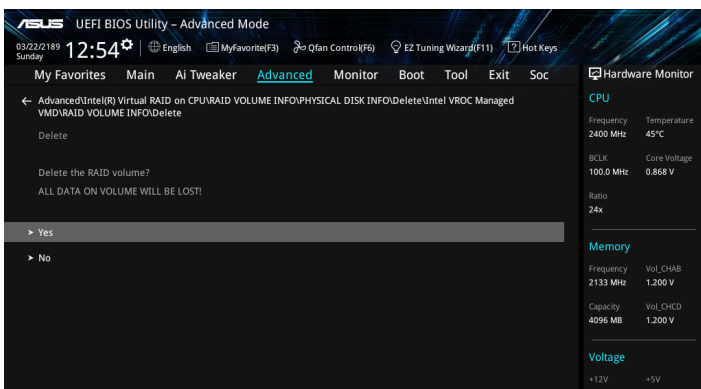 ASUS UEFI BIOS Utility – Advanced Mode
03/22/2189
Sunday
12:54
English
MyFavorite(F3)
Qfan Control(F6)
EZ Tuning Wizard(F11)
Hot Keys
My Favorites Main Ai Tweaker Advanced Monitor Boot Tool Exit Soc
Advanced\Intel(R) Virtual RAID on CPU\RAID VOLUME INFO\PHYSICAL DISK INFO\Delete\Intel VROC Managed
VMD\RAID VOLUME INFO\Delete
Delete
Delete the RAID volume?
ALL DATA ON VOLUME WILL BE LOST!
Yes
No
Hardware Monitor
CPU
Frequency Temperature
2400 MHz 45°C
BCLK Core Voltage
100.0 MHz 0.868 V
Ratio
24x
Memory
Frequency Vol_CHAB
2133 MHz 1.200 V
Capacity Vol_CHCD
4096 MB 1.200 V
Voltage
+12V +5V